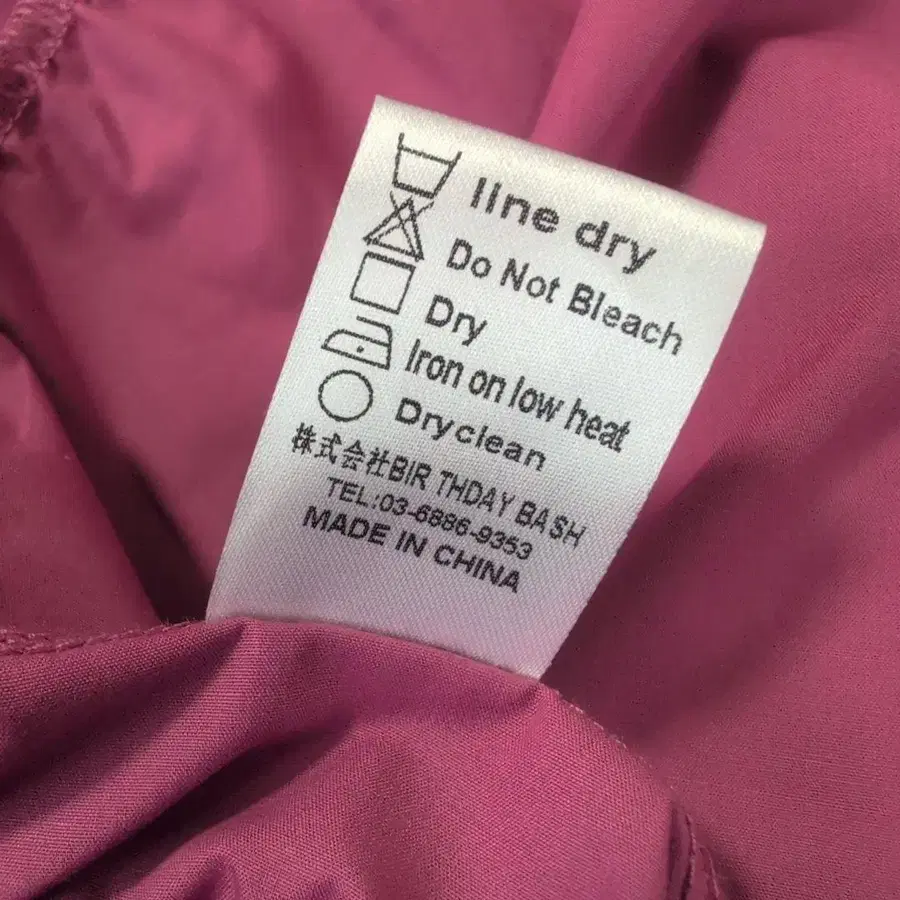 line dry
Do Not Bleach
Dry
Iron on low heat
Dryclean
株式会社BIR THDAY BASH
TEL:03-6886-9353
MADE IN CHINA